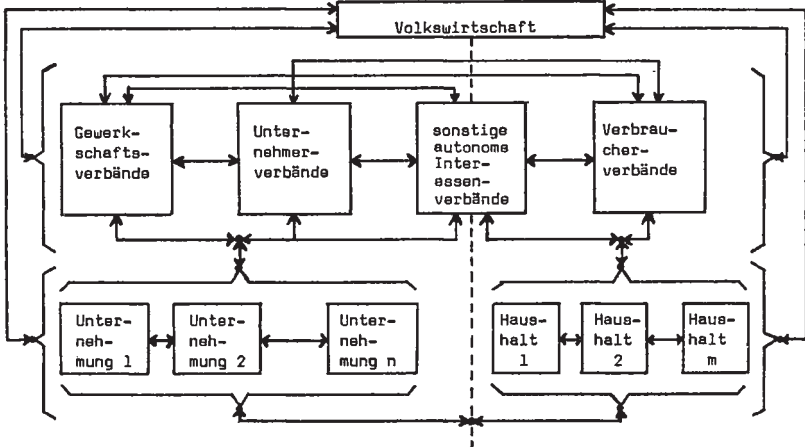 Volkswirtschaft
Gewerk-
schafts-
verbände
Unter-
nehmer-
verbände
sonstige
autonome
Inter-
essen-
verbände
Verbrau-
cher-
verbände
Unter-
neh-
mung 1
Unter-
neh-
mung 2
Unter-
neh-
mung n
Haus-
halt
1
Haus-
halt
2
Haus-
halt
m